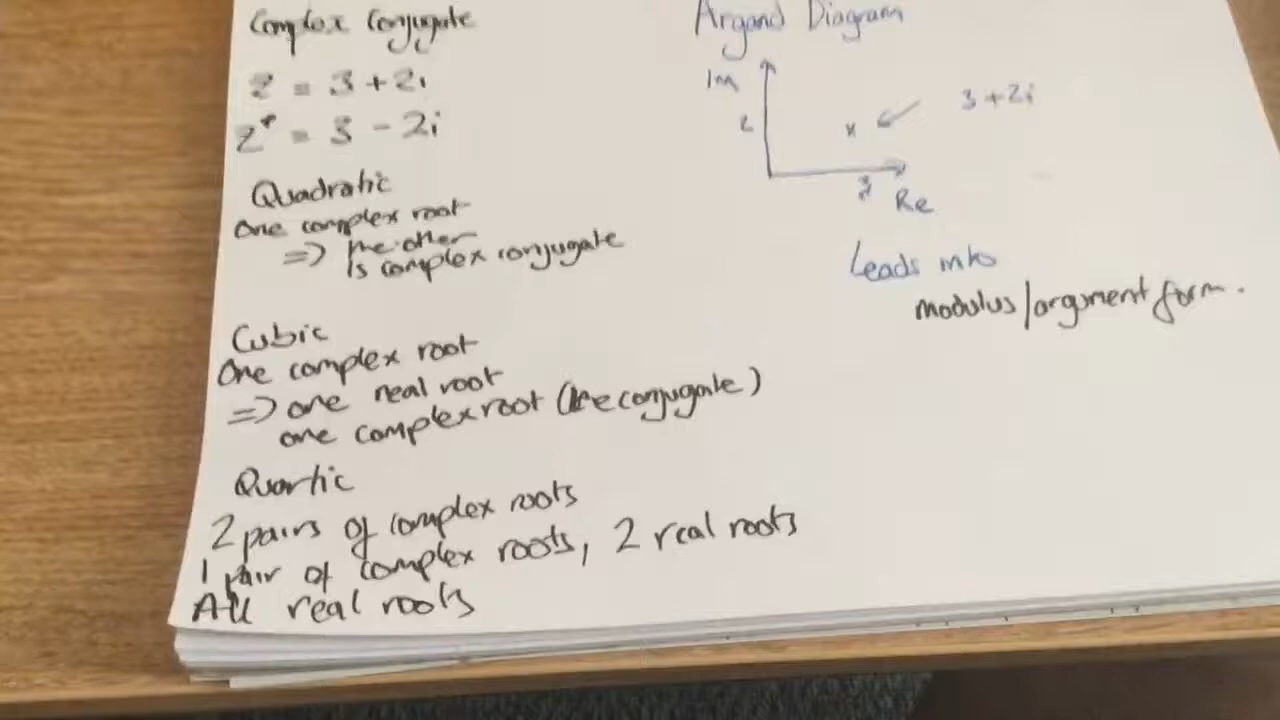 Complex Conjugate
z = 3 + 2i
z* = 3 - 2i
Quadratic
One complex root
=> the other
is complex conjugate
Cubic
One complex root
=> one real root
one complex root (the conjugate)
Quartic
2 pairs of complex roots
1 pair of complex roots, 2 real roots
All real roots
Argand Diagram
Im
3 + 2i
2
x
3
Re
Leads into
modulus/argument form.